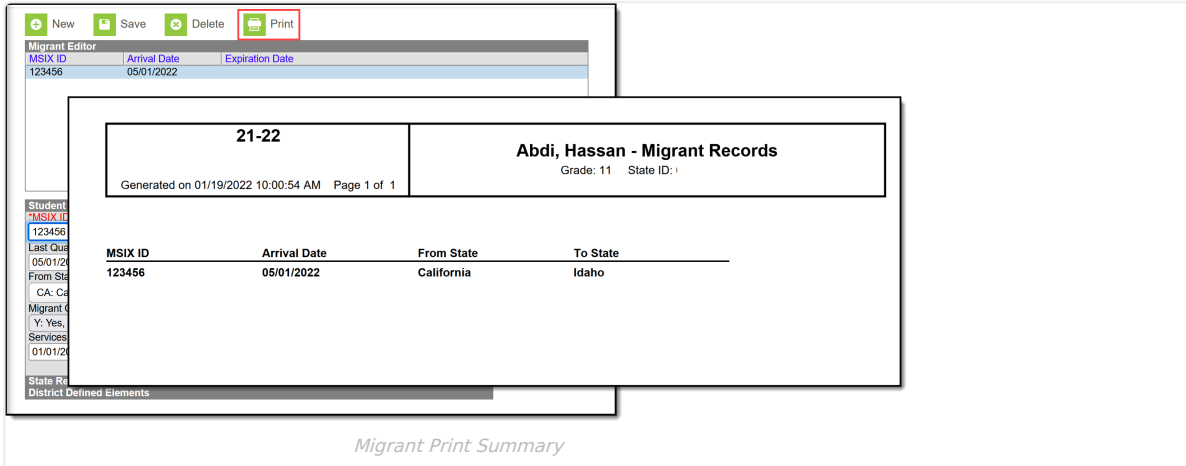 New Save Delete Print
Migrant Editor
MSIX ID Arrival Date Expiration Date
123456 05/01/2022
21-22
Generated on 01/19/2022 10:00:54 AM Page 1 of 1
Abdi, Hassan - Migrant Records
Grade: 11 State ID:
MSIX ID Arrival Date From State To State
123456 05/01/2022 California Idaho
Student
*MSIX ID
123456
Last Qua
05/01/20
From Sta
CA: Ca
Migrant
Y: Yes,
Services
01/01/20
State Re
District Defined Elements
Migrant Print Summary